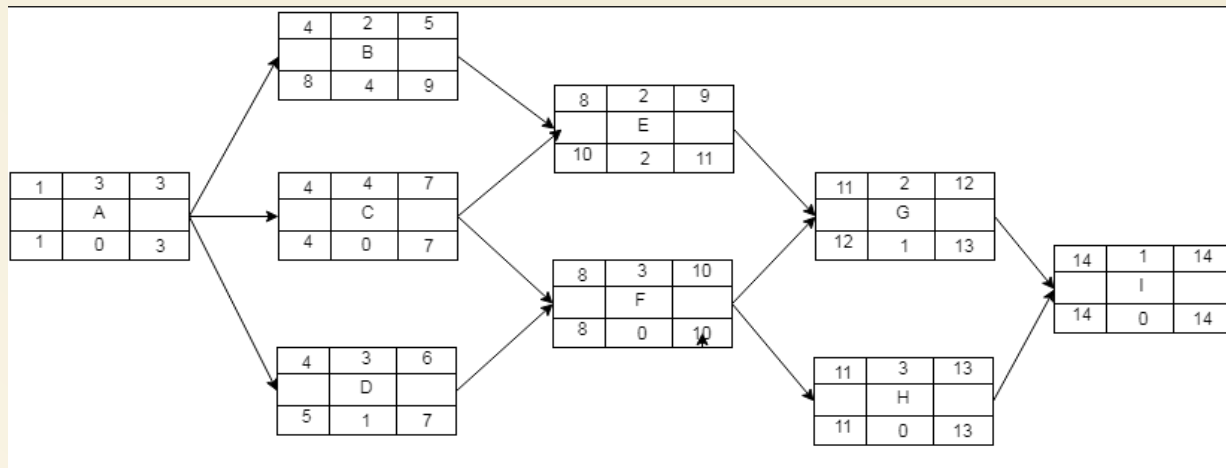 4 2 5
B
8 4 9
8 2 9
E
10 2 11
1 3 3
A
1 0 3
4 4 7
C
4 0 7
11 2 12
G
12 1 13
14 1 14
I
14 0 14
8 3 10
F
8 0 10
4 3 6
D
5 1 7
11 3 13
H
11 0 13